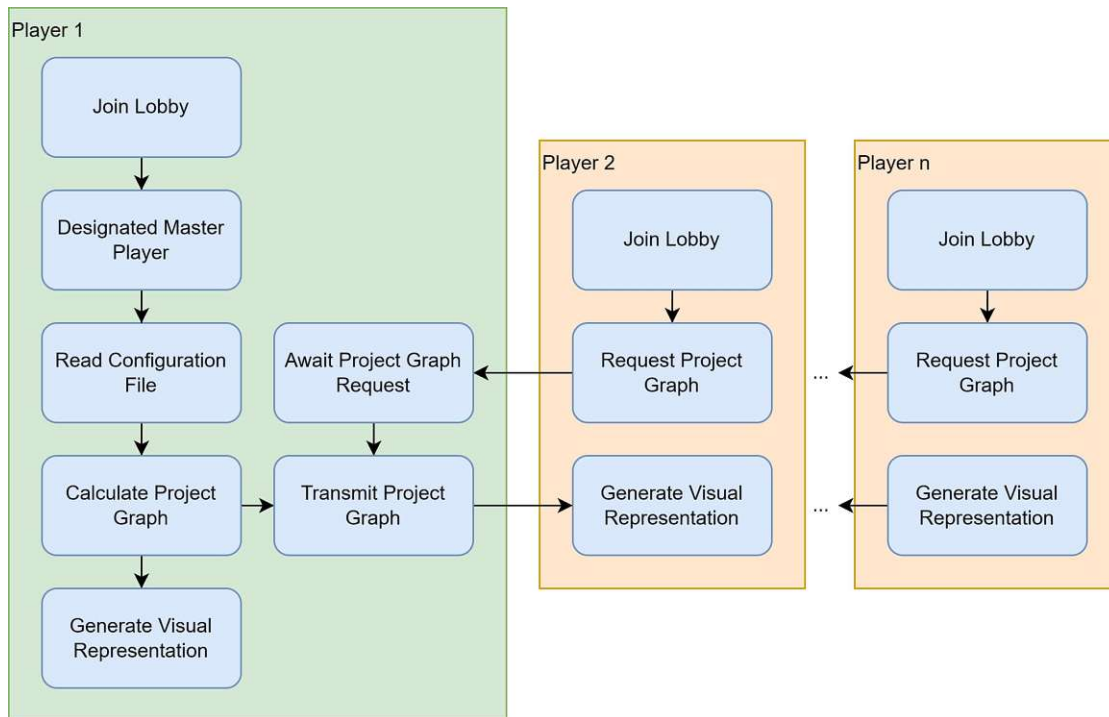 Player 1
Join Lobby
Designated Master
Player
Read Configuration
File
Calculate Project
Graph
Generate Visual
Representation
Await Project Graph
Request
Transmit Project
Graph
Player 2
Join Lobby
Request Project
Graph
Generate Visual
Representation
...
...
Player n
Join Lobby
Request Project
Graph
Generate Visual
Representation